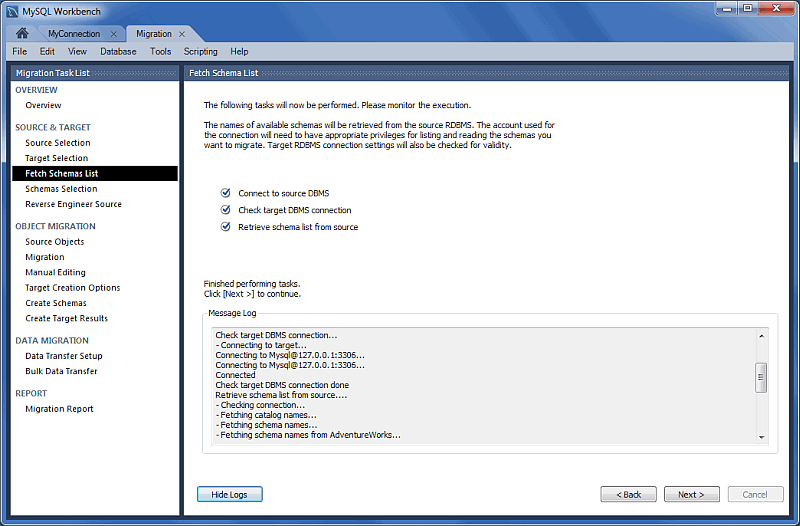 MySQL Workbench
MyConnection
Migration
File Edit View Database Tools Scripting Help
Migration Task List
OVERVIEW
Overview
SOURCE & TARGET
Source Selection
Target Selection
Fetch Schemas List
Schemas Selection
Reverse Engineer Source
OBJECT MIGRATION
Source Objects
Migration
Manual Editing
Target Creation Options
Create Schemas
Create Target Results
DATA MIGRATION
Data Transfer Setup
Bulk Data Transfer
REPORT
Migration Report
Fetch Schema List
The following tasks will now be performed. Please monitor the execution.
The names of available schemas will be retrieved from the source RDBMS. The account used for
the connection will need to have appropriate privileges for listing and reading the schemas you
want to migrate. Target RDBMS connection settings will also be checked for validity.
Connect to source DBMS
Check target DBMS connection
Retrieve schema list from source
Finished performing tasks.
Click [Next >] to continue.
Message Log
Check target DBMS connection...
- Connecting to target...
Connecting to Mysql@127.0.0.1:3306...
Connecting to Mysql@127.0.0.1:3306...
Connected
Check target DBMS connection done
Retrieve schema list from source....
- Checking connection...
- Fetching catalog names...
- Fetching schema names...
- Fetching schema names from AdventureWorks...
Hide Logs
< Back
Next >
Cancel